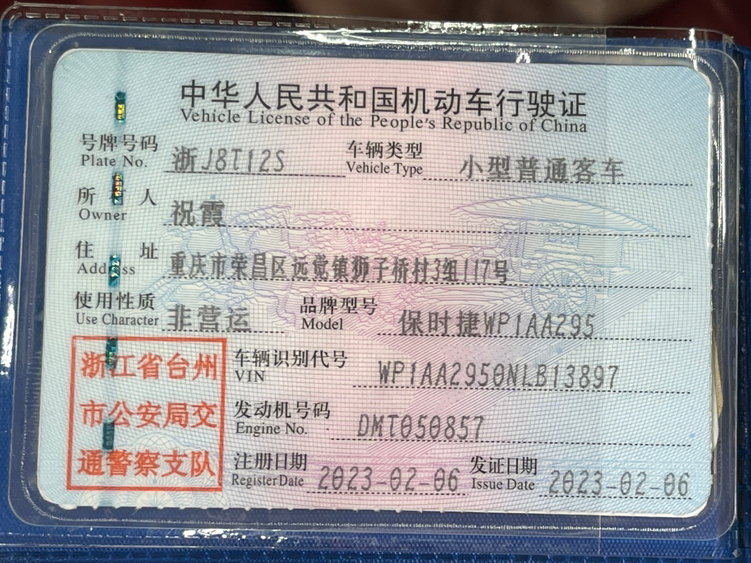 中华人民共和国机动车行驶证
Vehicle License of the People's Republic of China
号牌号码 浙J8T12S 车辆类型 小型普通客车
Plate No. Vehicle Type
所有人 祝霞
Owner
住址 重庆市荣昌区远觉镇狮子桥村3组117号
Address
使用性质 非营运 品牌型号 保时捷WP1AA295
Use Character Model
浙江省台州
市公安局交
通警察支队
车辆识别代号 WP1AA2950NLB13897
VIN
发动机号码 DMT050857
Engine No.
注册日期 2023-02-06 发证日期 2023-02-06
Register Date Issue Date